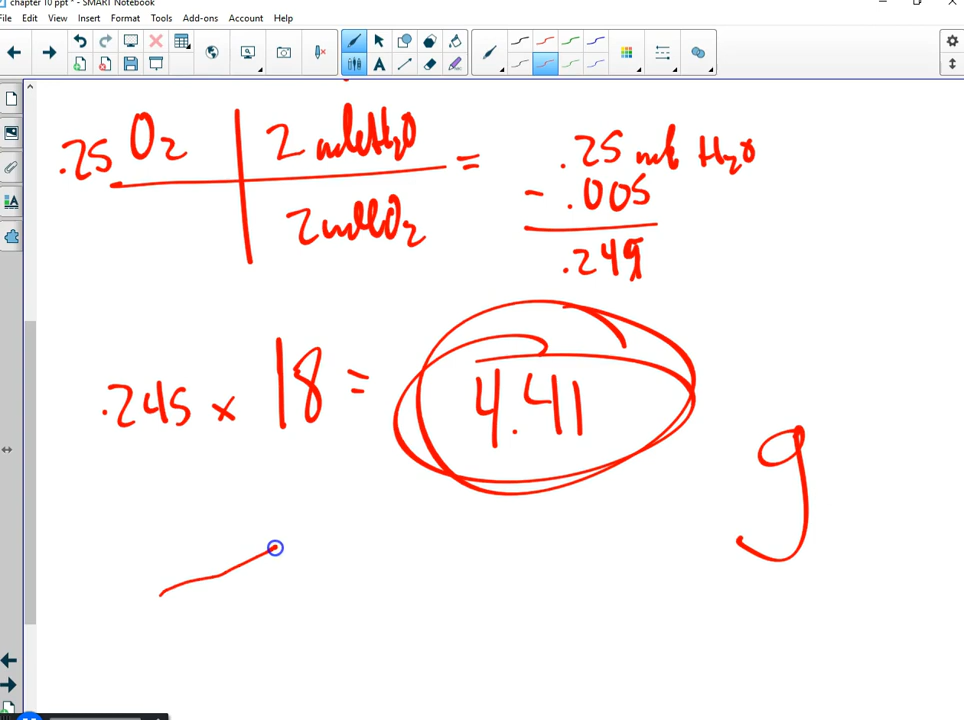 chapter 10 ppt * - SMART Notebook
File Edit View Insert Format Tools Add-ons Account Help
.25 O2 2 mole H2O = .25 mol H2O
2 mol O2 - .005
.249
.245 x 18 = 4.41
g